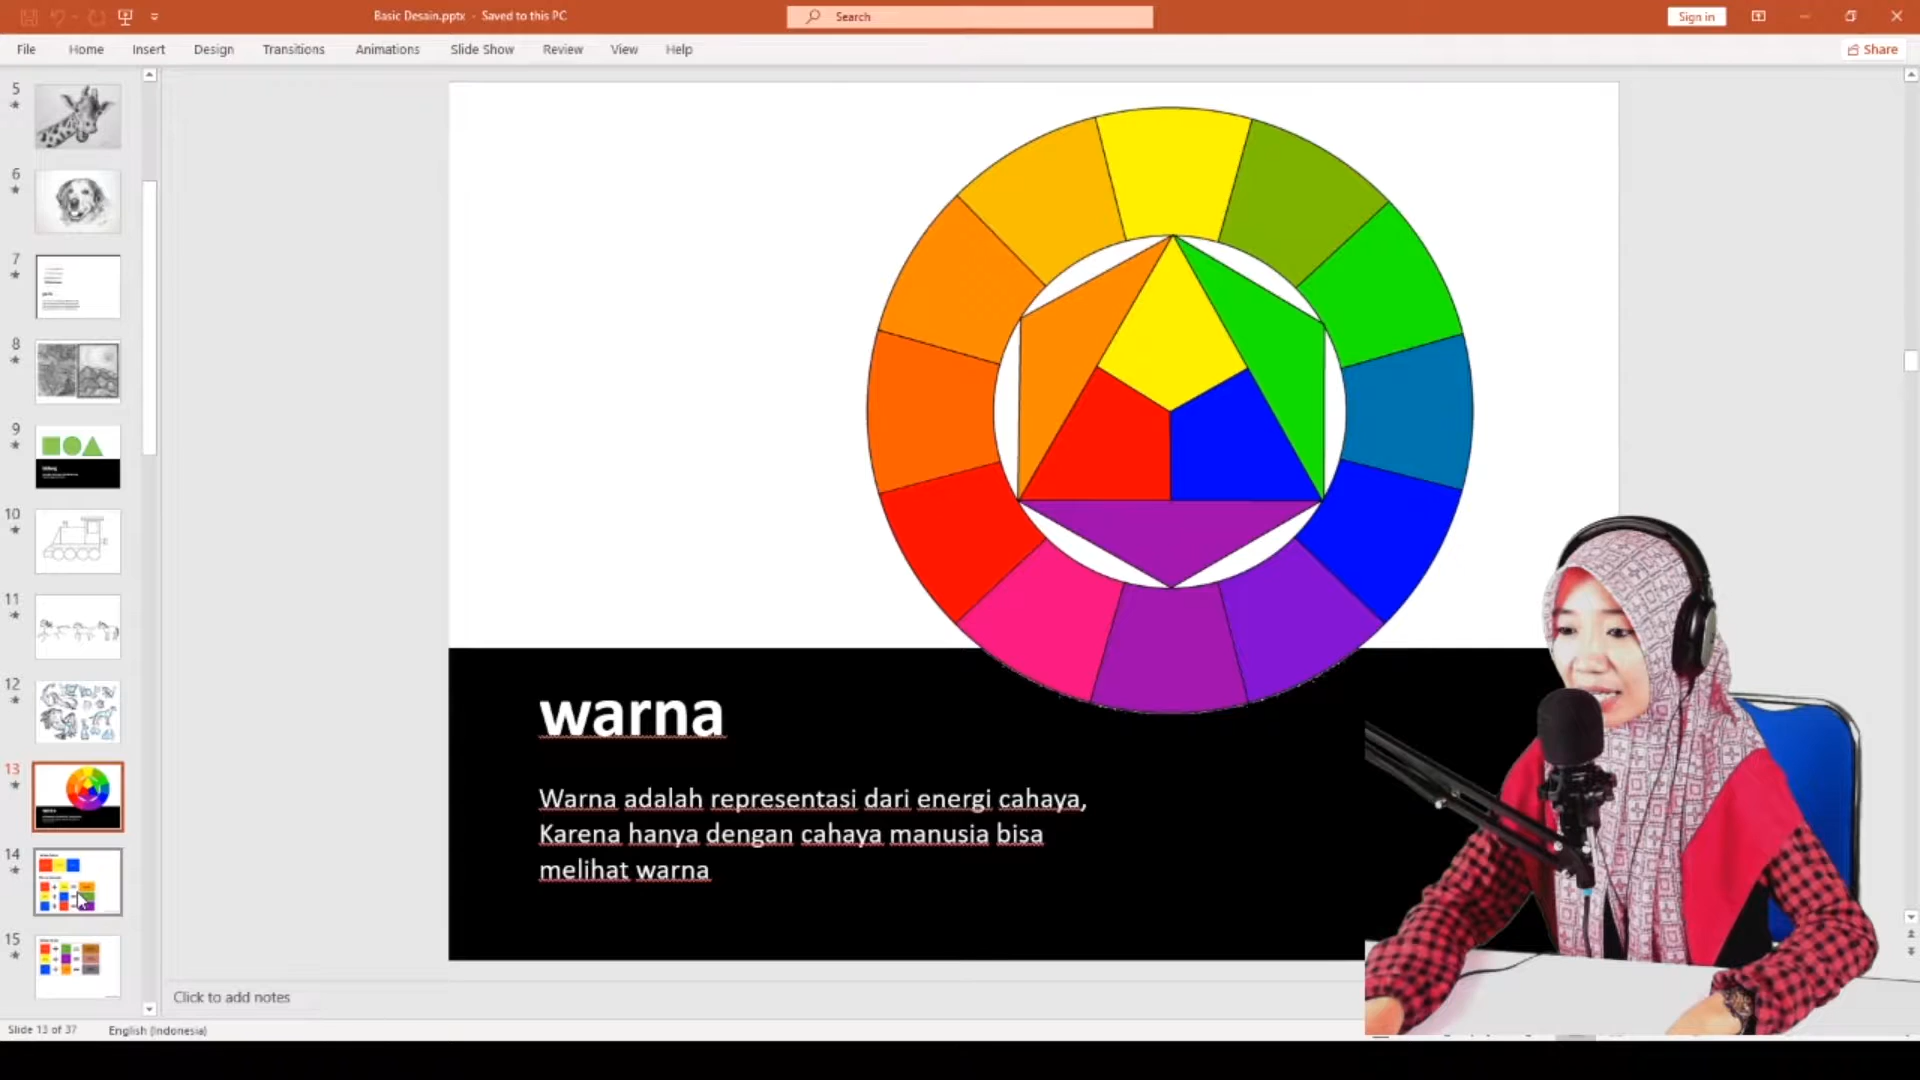 Basic Desain.pptx - Saved to this PC
Search
Sign in
File Home Insert Design Transitions Animations Slide Show Review View Help
Share
5
6
7
8
9
10
11
12
13
14
15
warna
Warna adalah representasi dari energi cahaya,
Karena hanya dengan cahaya manusia bisa
melihat warna
Click to add notes
Slide 13 of 37 English (Indonesia)